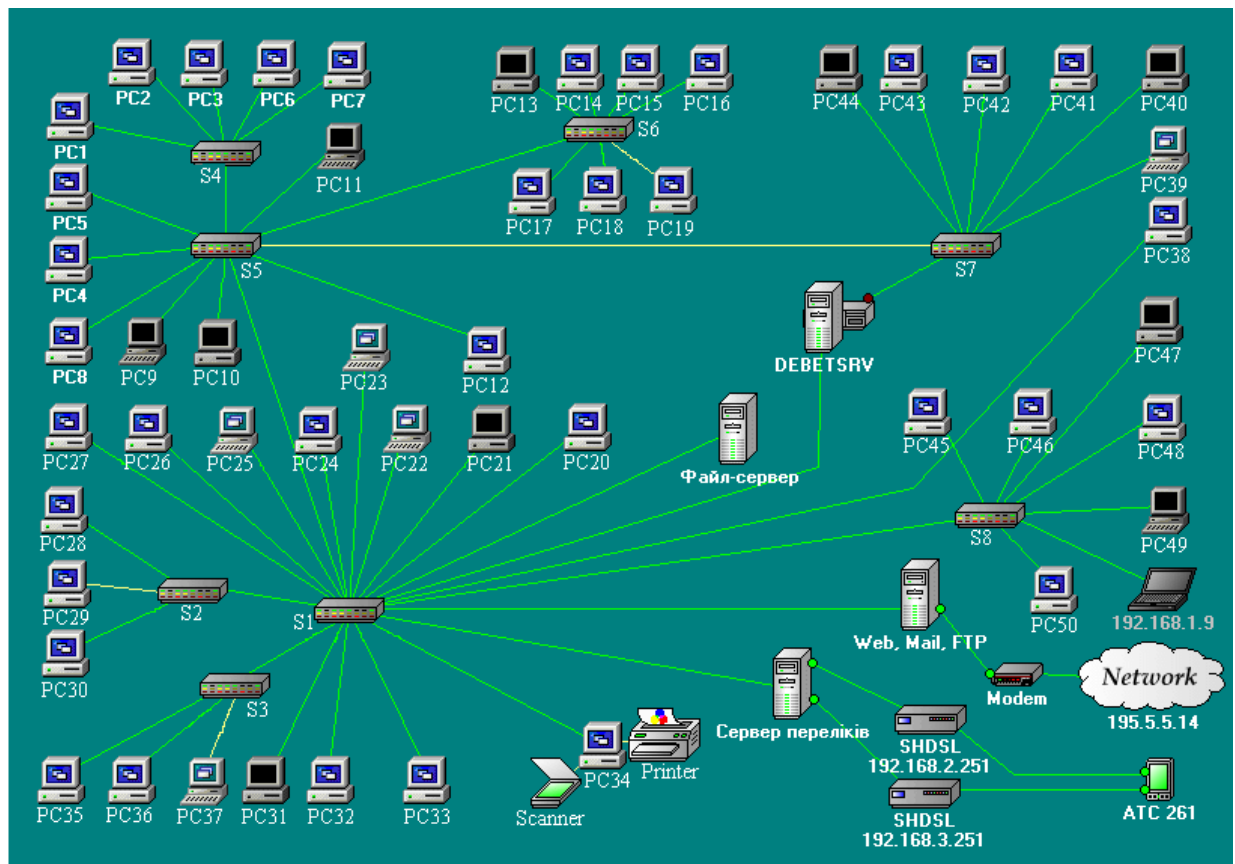 PC2 PC3 PC6 PC7
PC13 PC14 PC15 PC16
PC44 PC43 PC42 PC41 PC40
PC1
S4
PC11
S6
PC39
PC5
PC17 PC18 PC19
PC38
S5
S7
PC4
DEBETSRV
PC47
PC8 PC9 PC10 PC23 PC12
PC45 PC46 PC48
PC27 PC26 PC25 PC24 PC22 PC21 PC20
Файл-сервер
PC28
S8
PC49
PC29
S2
S1
PC50
192.168.1.9
Web, Mail, FTP
PC30
Network
S3
Modem
195.5.5.14
Сервер переліків
SHDSL
192.168.2.251
PC34
Printer
PC35 PC36 PC37 PC31 PC32 PC33
Scanner
SHDSL
192.168.3.251
АТС 261